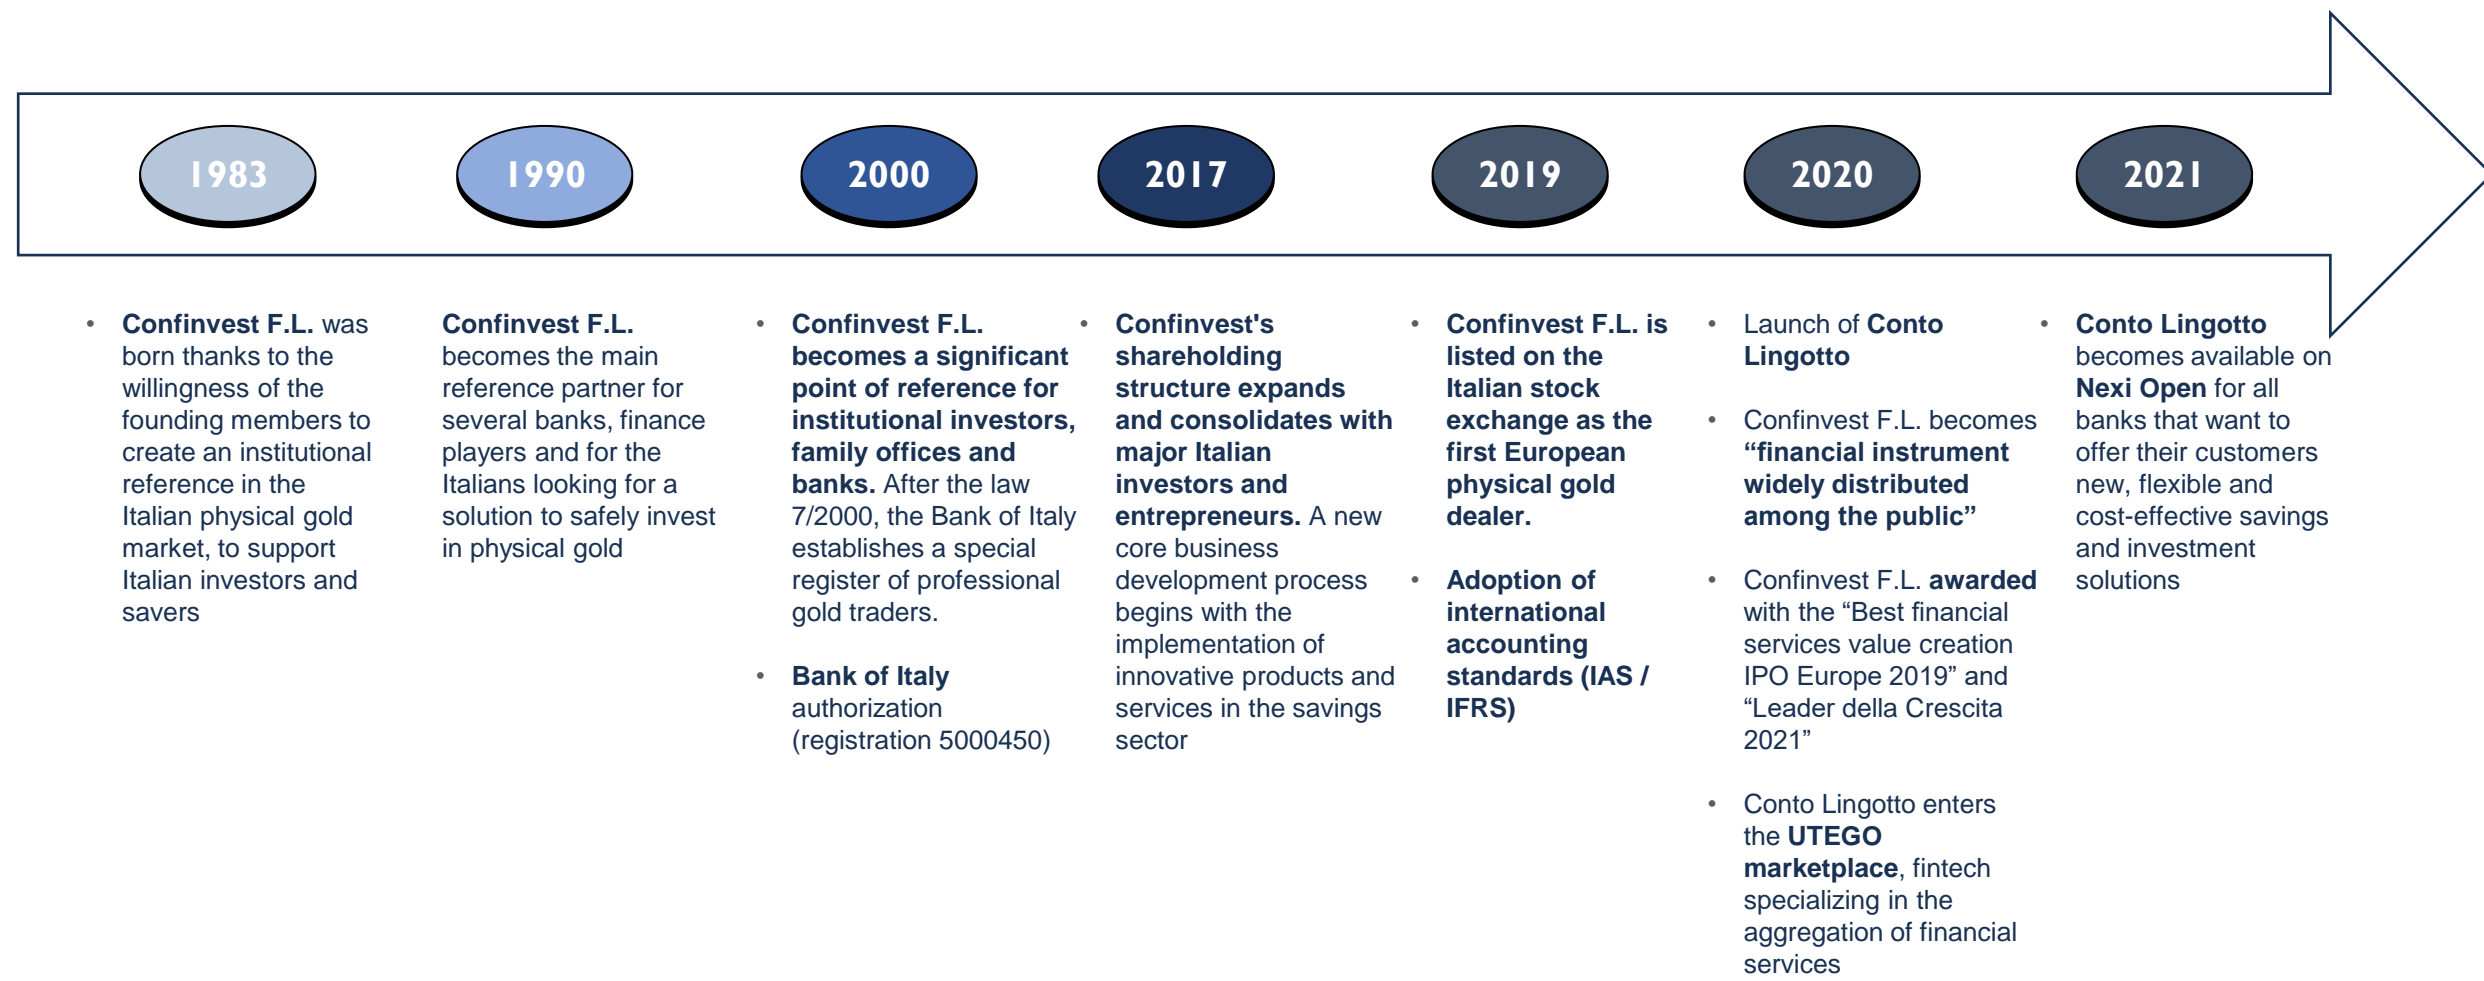 1983
1990
2000
2017
2019
2020
2021
• Confinvest F.L. was
born thanks to the
willingness of the
founding members to
create an institutional
reference in the
Italian physical gold
market, to support
Italian investors and
savers
Confinvest F.L.
becomes the main
reference partner for
several banks, finance
players and for the
Italians looking for a
solution to safely invest
in physical gold
• Confinvest F.L.
becomes a significant
point of reference for
institutional investors,
family offices and
banks. After the law
7/2000, the Bank of Italy
establishes a special
register of professional
gold traders.
• Bank of Italy
authorization
(registration 5000450)
• Confinvest's
shareholding
structure expands
and consolidates with
major Italian
investors and
entrepreneurs. A new
core business
development process
begins with the
implementation of
innovative products and
services in the savings
sector
• Confinvest F.L. is
listed on the
Italian stock
exchange as the
first European
physical gold
dealer.
• Adoption of
international
accounting
standards (IAS /
IFRS)
• Launch of Conto
Lingotto
• Confinvest F.L. becomes
“financial instrument
widely distributed
among the public”
• Confinvest F.L. awarded
with the “Best financial
services value creation
IPO Europe 2019” and
“Leader della Crescita
2021”
• Conto Lingotto enters
the UTEGO
marketplace, fintech
specializing in the
aggregation of financial
services
• Conto Lingotto
becomes available on
Nexi Open for all
banks that want to
offer their customers
new, flexible and
cost-effective savings
and investment
solutions